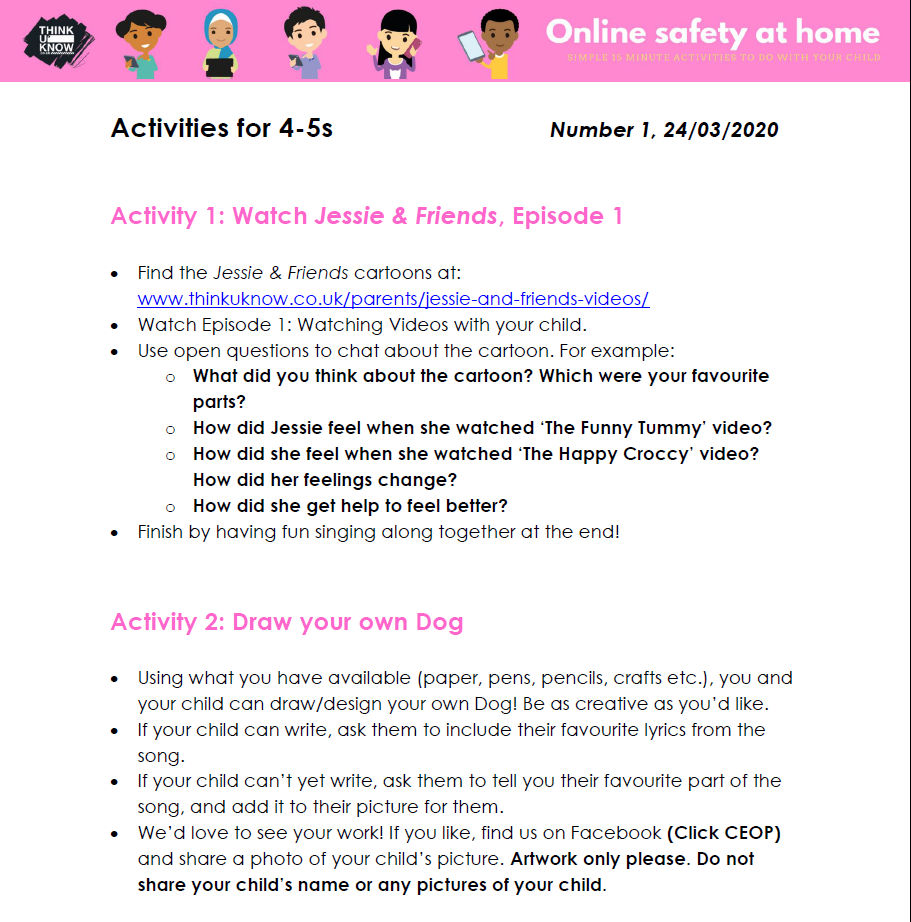 THINK
U
KNOW
Online safety at home
SIMPLE 15 MINUTE ACTIVITIES TO DO WITH YOUR CHILD
Activities for 4-5s
Number 1, 24/03/2020
Activity 1: Watch Jessie & Friends, Episode 1
• Find the Jessie & Friends cartoons at:
www.thinkuknow.co.uk/parents/jessie-and-friends-videos/
• Watch Episode 1: Watching Videos with your child.
• Use open questions to chat about the cartoon. For example:
o What did you think about the cartoon? Which were your favourite
parts?
o How did Jessie feel when she watched ‘The Funny Tummy’ video?
o How did she feel when she watched ‘The Happy Croccy’ video?
How did her feelings change?
o How did she get help to feel better?
• Finish by having fun singing along together at the end!
Activity 2: Draw your own Dog
• Using what you have available (paper, pens, pencils, crafts etc.), you and
your child can draw/design your own Dog! Be as creative as you’d like.
• If your child can write, ask them to include their favourite lyrics from the
song.
• If your child can’t yet write, ask them to tell you their favourite part of the
song, and add it to their picture for them.
• We’d love to see your work! If you like, find us on Facebook (Click CEOP)
and share a photo of your child’s picture. Artwork only please. Do not
share your child’s name or any pictures of your child.